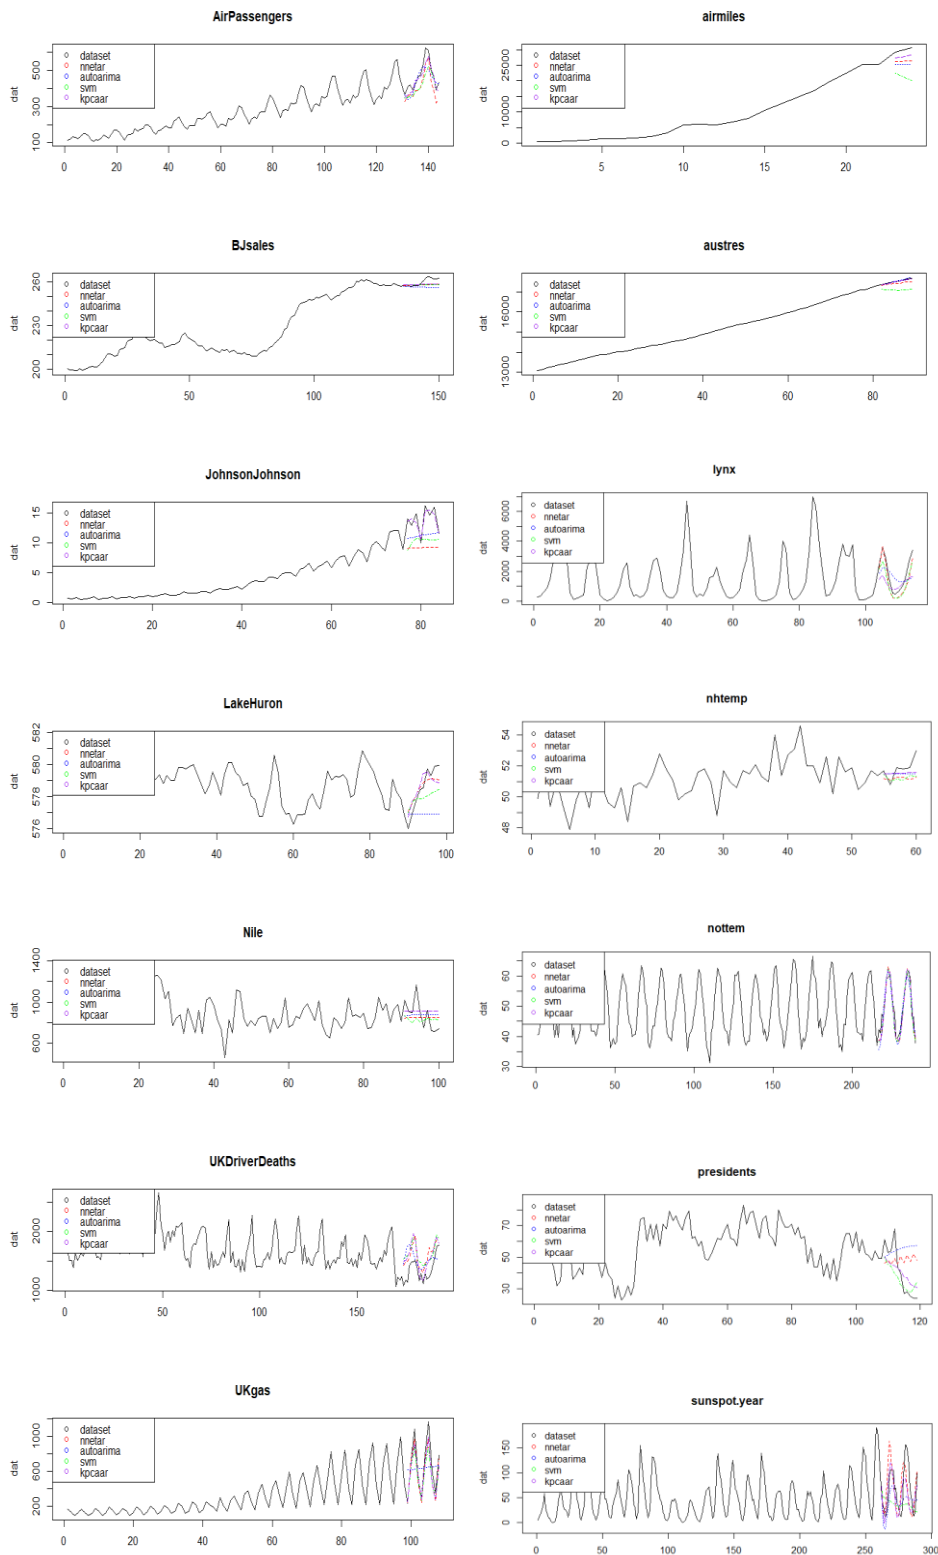 AirPassengers
dat
100 300 500
dataset
nnetar
autoarima
svm
kpcaar
0 20 40 60 80 100 120 140
airmiles
dat
0 10000 25000
dataset
nnetar
autoarima
svm
kpcaar
5 10 15 20
BJsales
dat
200 230 260
dataset
nnetar
autoarima
svm
kpcaar
0 50 100 150
austres
dat
13000 16000
dataset
nnetar
autoarima
svm
kpcaar
0 20 40 60 80
JohnsonJohnson
dat
0 5 10 15
dataset
nnetar
autoarima
svm
kpcaar
0 20 40 60 80
lynx
dat
0 2000 4000 6000
dataset
nnetar
autoarima
svm
kpcaar
0 20 40 60 80 100
LakeHuron
dat
576 578 580 582
dataset
nnetar
autoarima
svm
kpcaar
0 20 40 60 80 100
nhtemp
dat
48 50 52 54
dataset
nnetar
autoarima
svm
kpcaar
0 10 20 30 40 50 60
Nile
dat
600 1000 1400
dataset
nnetar
autoarima
svm
kpcaar
0 20 40 60 80 100
nottem
dat
30 40 50 60
dataset
nnetar
autoarima
svm
kpcaar
0 50 100 150 200
UKDriverDeaths
dat
1000 2000
dataset
nnetar
autoarima
svm
kpcaar
0 50 100 150
presidents
dat
30 50 70
dataset
nnetar
autoarima
svm
kpcaar
0 20 40 60 80 100 120
UKgas
dat
200 600 1000
dataset
nnetar
autoarima
svm
kpcaar
0 20 40 60 80 100
sunspot.year
dat
0 50 100 150
dataset
nnetar
autoarima
svm
kpcaar
0 50 100 150 200 250 300